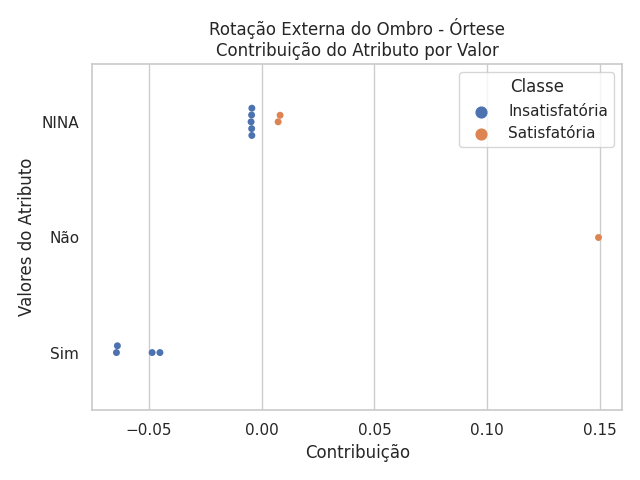 Rotação Externa do Ombro - Órtese
Contribuição do Atributo por Valor
Classe
Insatisfatória
Satisfatória
Valores do Atributo
NINA
Não
Sim
−0.05
0.00
0.05
0.10
0.15
Contribuição